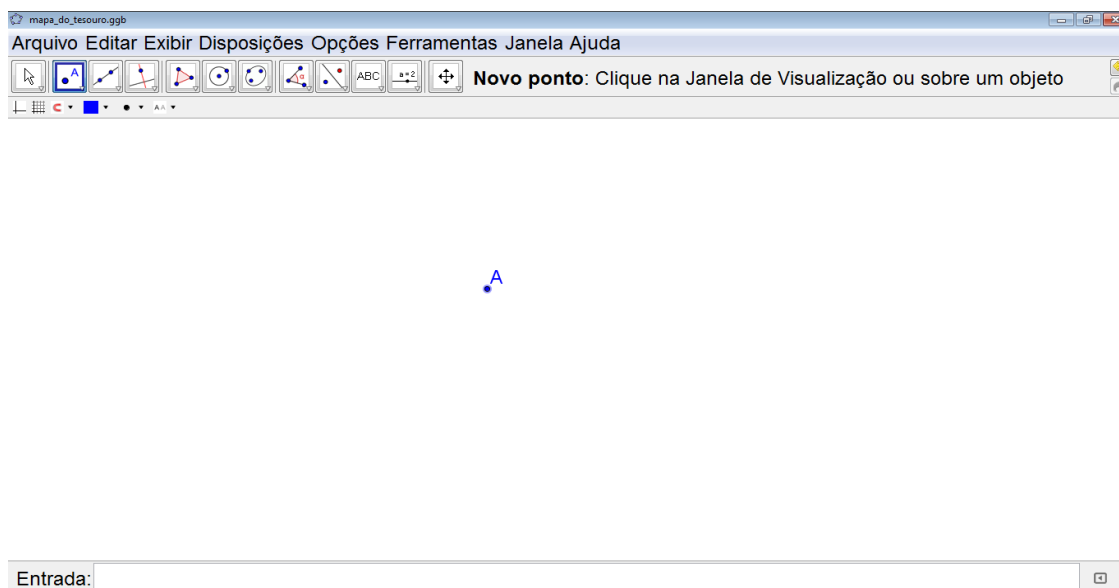 mapa_do_tesouro.ggb
Arquivo Editar Exibir Disposições Opções Ferramentas Janela Ajuda
A ABC a=2 Novo ponto: Clique na Janela de Visualização ou sobre um objeto
AA
A
Entrada: